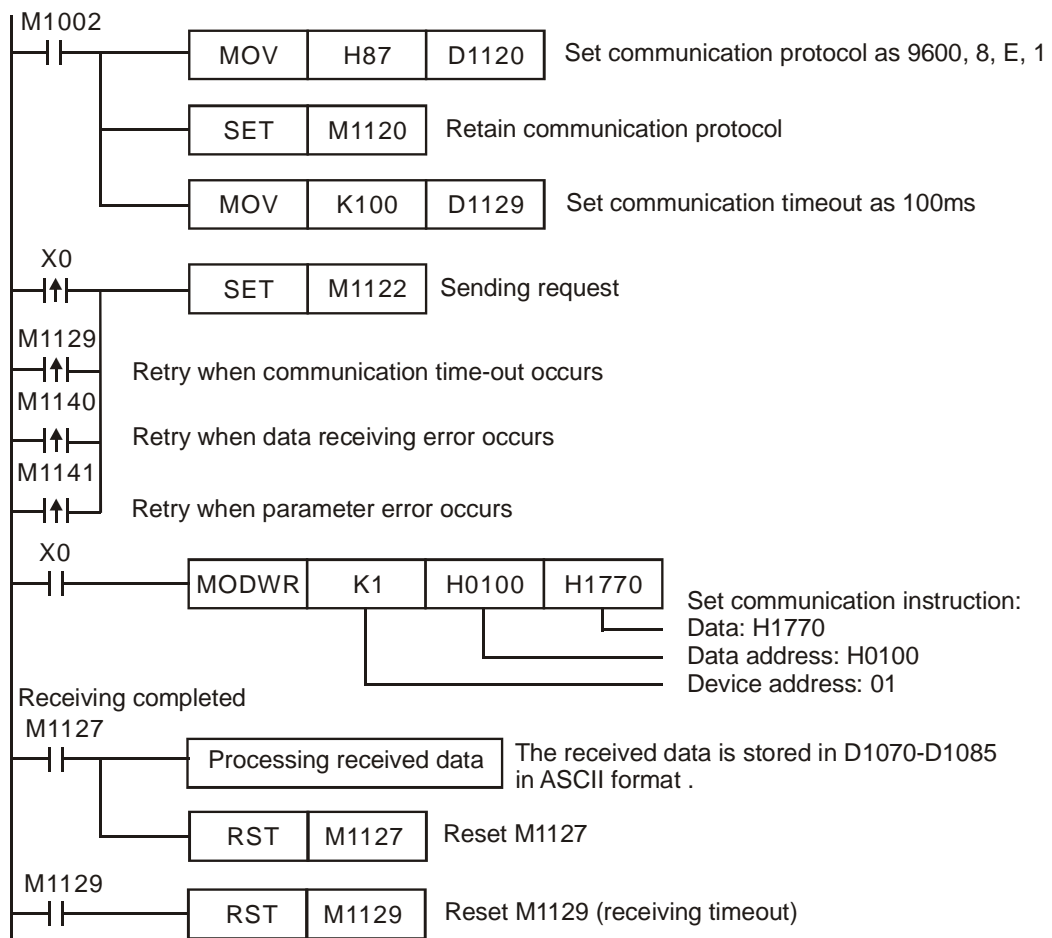 M1002
MOV H87 D1120 Set communication protocol as 9600, 8, E, 1
SET M1120 Retain communication protocol
MOV K100 D1129 Set communication timeout as 100ms
X0
SET M1122 Sending request
M1129
Retry when communication time-out occurs
M1140
Retry when data receiving error occurs
M1141
Retry when parameter error occurs
X0
MODWR K1 H0100 H1770
Set communication instruction:
Data: H1770
Data address: H0100
Device address: 01
Receiving completed
M1127
Processing received data
The received data is stored in D1070-D1085
in ASCII format .
RST M1127 Reset M1127
M1129
RST M1129 Reset M1129 (receiving timeout)